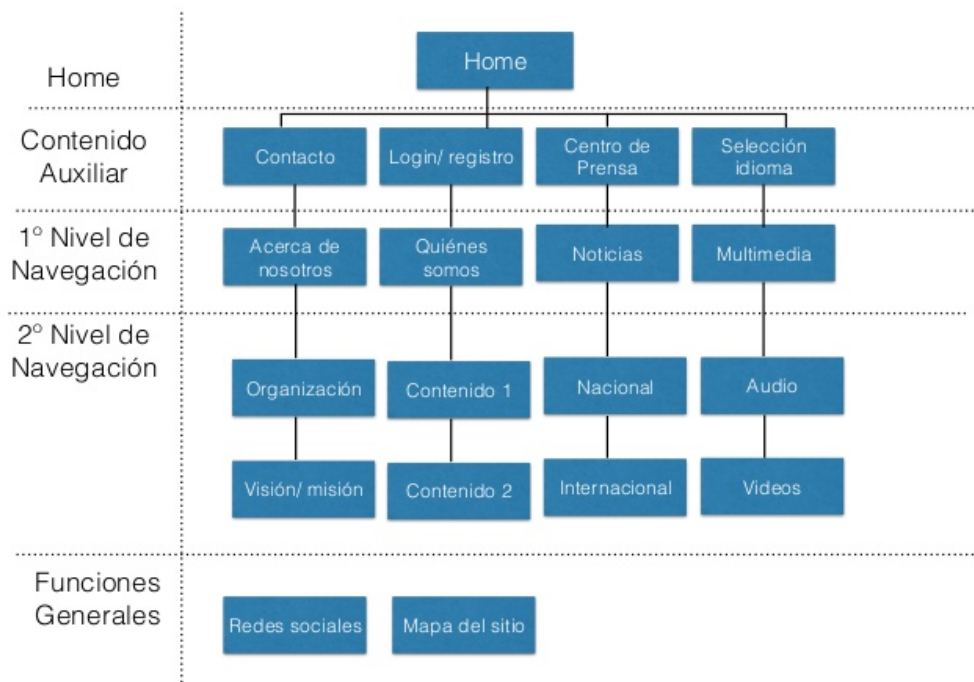 Home
Home
Contenido
Auxiliar
Contacto
Login/ registro
Centro de
Prensa
Selección
idioma
1º Nivel de
Navegación
Acerca de
nosotros
Quiénes
somos
Noticias
Multimedia
2º Nivel de
Navegación
Organización
Contenido 1
Nacional
Audio
Visión/ misión
Contenido 2
Internacional
Videos
Funciones
Generales
Redes sociales
Mapa del sitio